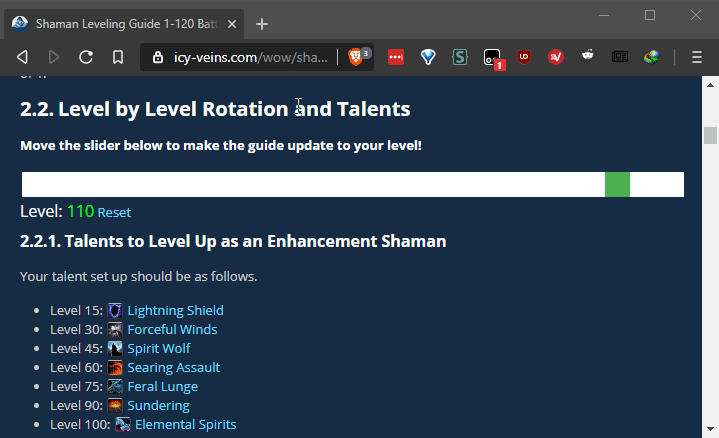 Shaman Leveling Guide 1-120 Batt
icy-veins.com/wow/sha...
3
1
2.2. Level by Level Rotation and Talents
Move the slider below to make the guide update to your level!
Level: 110 Reset
2.2.1. Talents to Level Up as an Enhancement Shaman
Your talent set up should be as follows.
Level 15: Lightning Shield
Level 30: Forceful Winds
Level 45: Spirit Wolf
Level 60: Searing Assault
Level 75: Feral Lunge
Level 90: Sundering
Level 100: Elemental Spirits